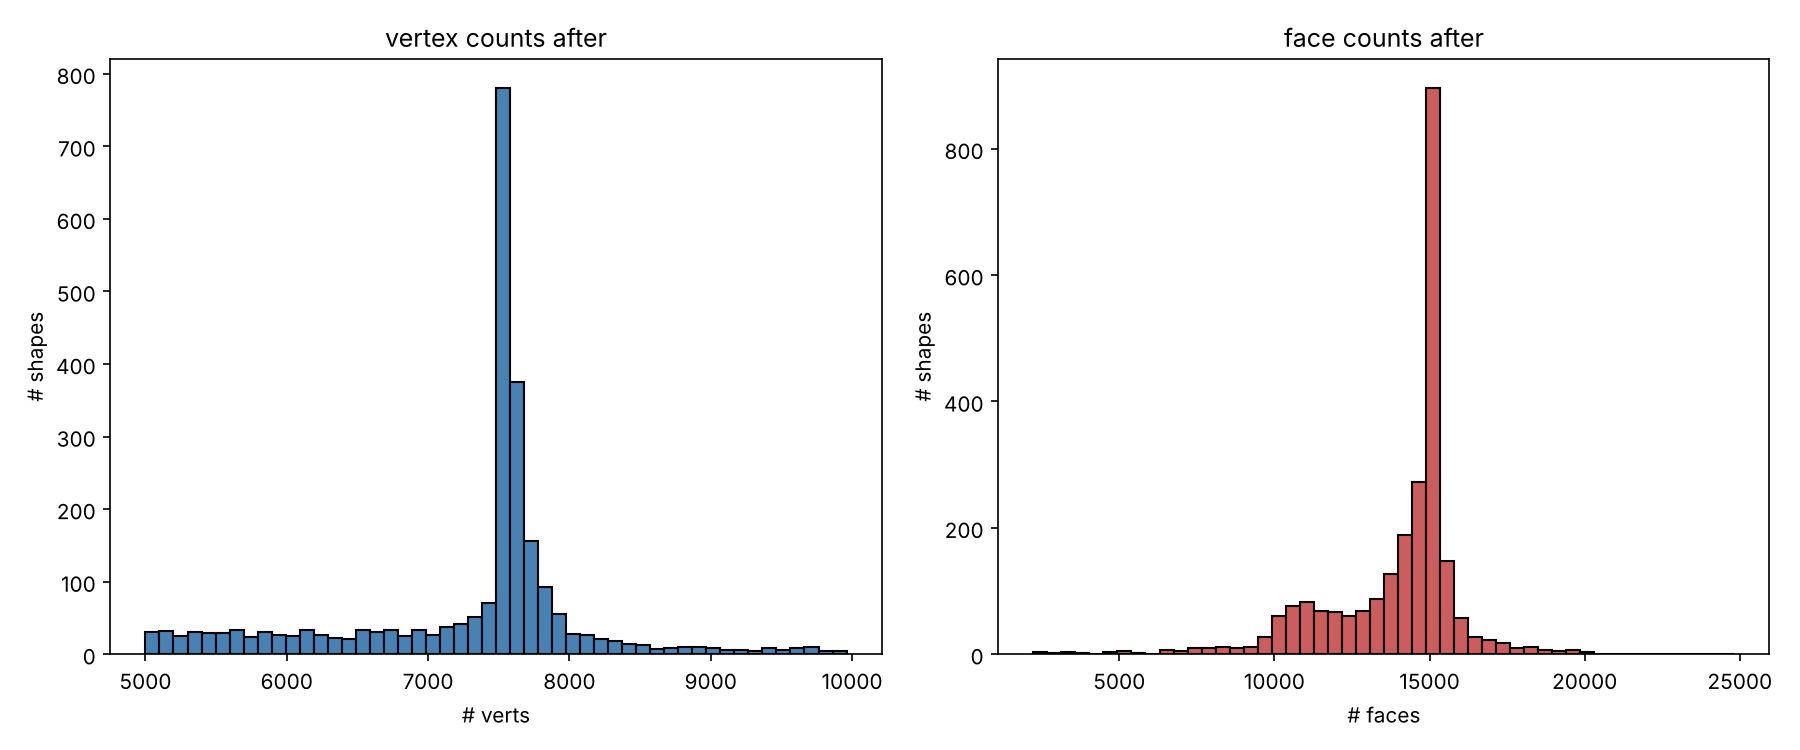 vertex counts after
800
700
600
500
400
300
200
100
0
# shapes
5000 6000 7000 8000 9000 10000
# verts
face counts after
800
600
400
200
0
# shapes
5000 10000 15000 20000 25000
# faces